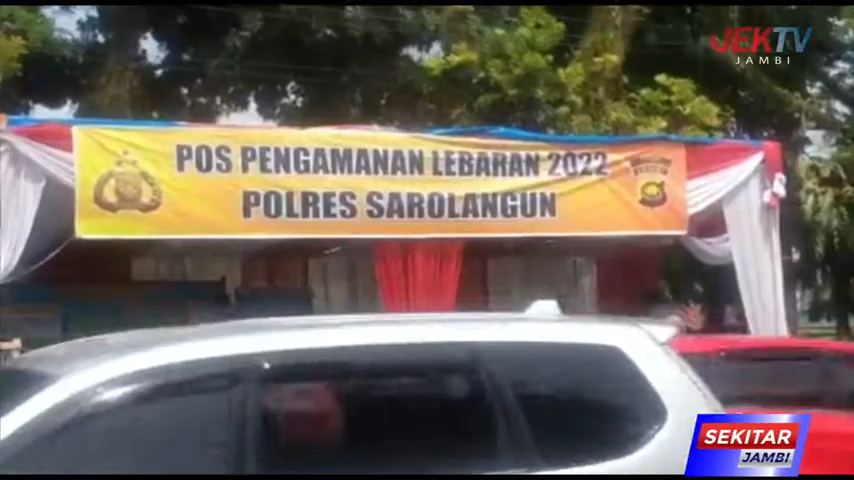 JEKTV
JAMBI
POS PENGAMANAN LEBARAN 2022
POLRES SAROLANGUN
SEKITAR
JAMBI